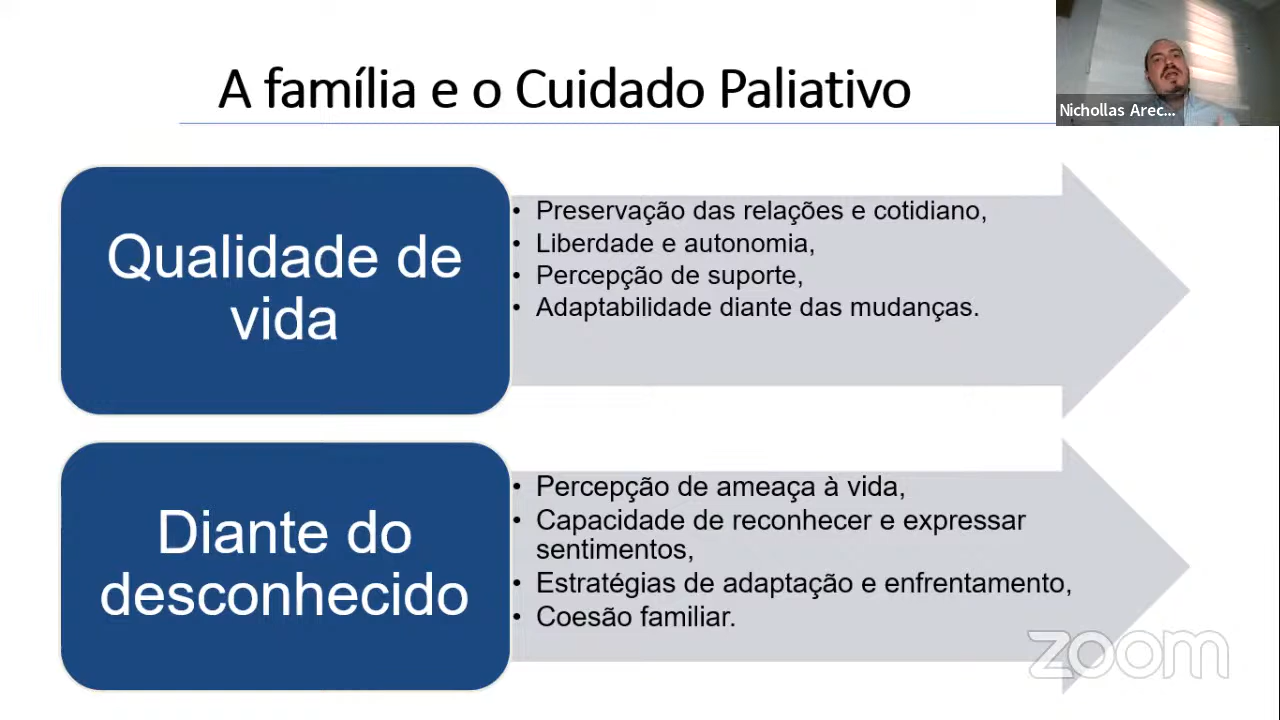 A família e o Cuidado Paliativo
Nichollas Arec...
Qualidade de
vida
• Preservação das relações e cotidiano,
• Liberdade e autonomia,
• Percepção de suporte,
• Adaptabilidade diante das mudanças.
Diante do
desconhecido
• Percepção de ameaça à vida,
• Capacidade de reconhecer e expressar
sentimentos,
• Estratégias de adaptação e enfrentamento,
• Coesão familiar.
zoom